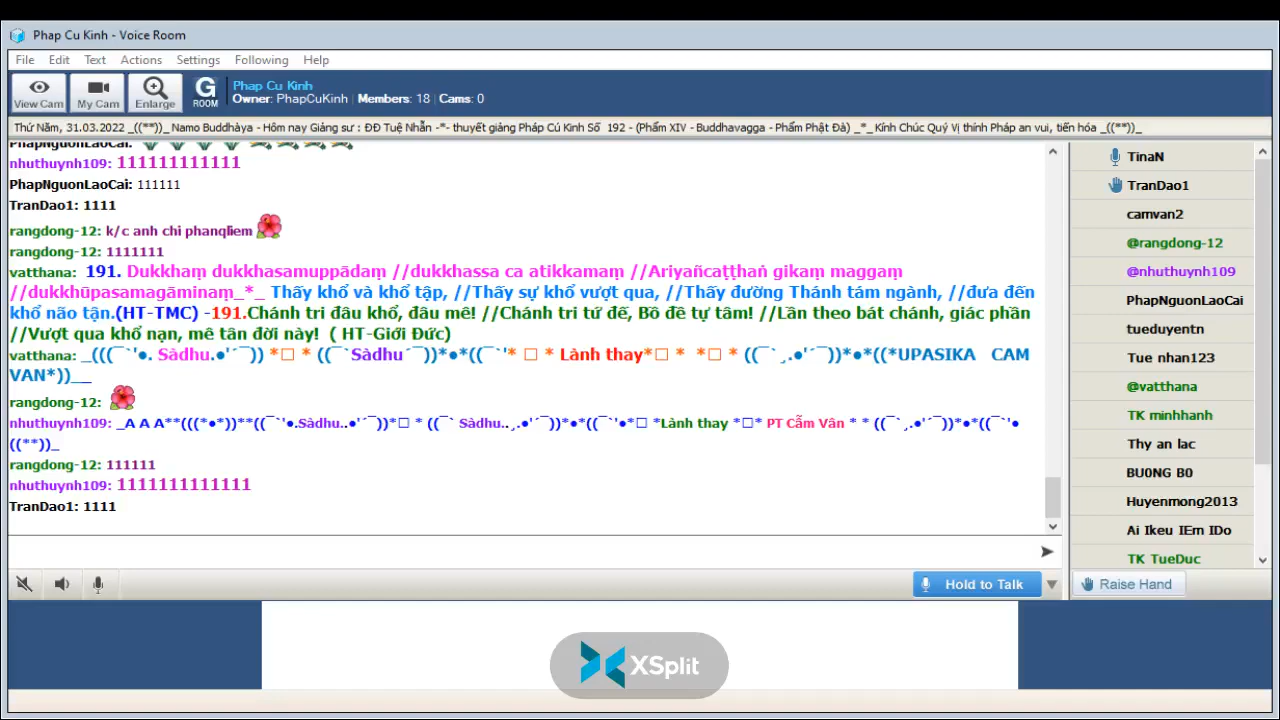 Phap Cu Kinh - Voice Room
File Edit Text Actions Settings Following Help
View Cam My Cam Enlarge G ROOM
Phap Cu Kinh
Owner: PhapCuKinh | Members: 18 | Cams: 0
Thứ Năm, 31.03.2022 _((**))_ Namo Buddhàya - Hôm nay Giảng sư : ĐĐ Tuệ Nhẫn -*- thuyết giảng Pháp Cú Kinh Số 192 - (Phẩm XIV - Buddhavagga - Phẩm Phật Đà) _*_ Kính Chúc Quý Vị thính Pháp an vui, tiến hóa _((**))_
PhapNguonLaoCai:
nhuthuynh109: 111111111111
PhapNguonLaoCai: 111111
TranDao1: 1111
rangdong-12: k/c anh chi phanqliem
rangdong-12: 1111111
vatthana: 191. Dukkhaṃ dukkhasamuppādaṃ //dukkhassa ca atikkamaṃ //Ariyañcaṭṭhaṅ gikaṃ maggaṃ
//dukkhūpasamagāminaṃ_*_ Thấy khổ và khổ tập, //Thấy sự khổ vượt qua, //Thấy đường Thánh tám ngành, //đưa đến
khổ não tận.(HT-TMC) -191.Chánh tri đâu khổ, đâu mê! //Chánh tri tứ đế, Bồ đề tự tâm! //Lần theo bát chánh, giác phần
//Vượt qua khổ nạn, mê tân đời này! ( HT-Giới Đức)
vatthana: _(((¯`'●. Sàdhu.●'´¯)) *□ * ((¯`Sàdhu´¯))*●*((¯`'* □ * Lành thay*□ * *□ * ((¯`¸.●'´¯))*●*((*UPASIKA CAM
VAN*))__
rangdong-12:
nhuthuynh109: _A A A**(((*●*))**((¯`'●.Sàdhu..●'´¯))*□ * ((¯` Sàdhu..¸.●'´¯))*●*((¯`'●*□ *Lành thay *□* PT Cẫm Vân * * ((¯`¸.●'´¯))*●*((¯`'●
((**))_
rangdong-12: 111111
nhuthuynh109: 1111111111111
TranDao1: 1111
Hold to Talk
TinaN
TranDao1
camvan2
@rangdong-12
@nhuthuynh109
PhapNguonLaoCai
tueduyentn
Tue nhan123
@vatthana
TK minhhanh
Thy an lac
BU0NG B0
Huyenmong2013
Ai Ikeu IEm IDo
TK TueDuc
Raise Hand
XSplit